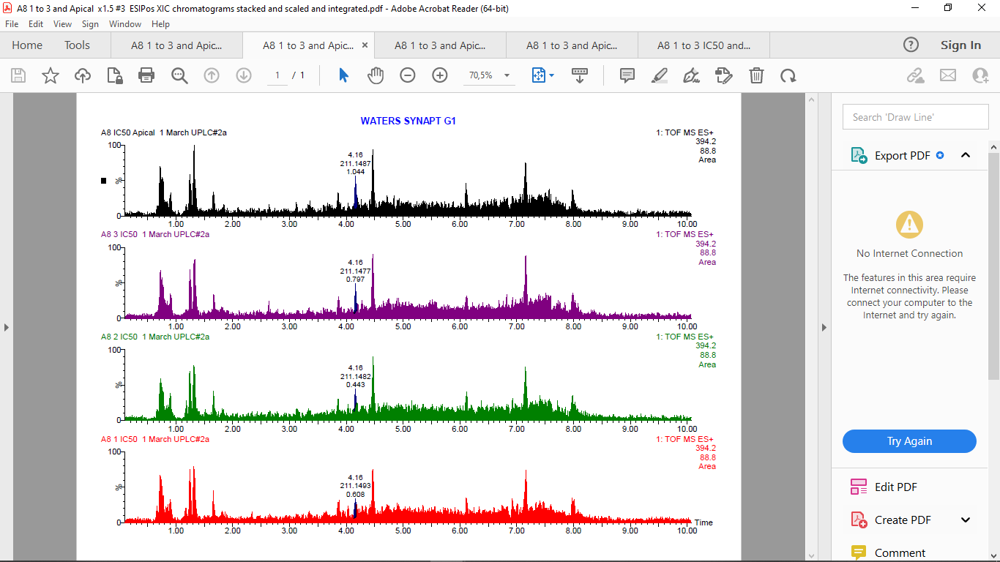 A8 1 to 3 and Apical  x1.5 #3  ESIPos XIC chromatograms stacked and scaled and integrated.pdf - Adobe Acrobat Reader (64-bit)
File Edit View Sign Window Help
Home Tools A8 1 to 3 and Apic... A8 1 to 3 and Apic... × A8 1 to 3 and Apic... A8 1 to 3 and Apic... A8 1 to 3 IC50 and... ? Sign In
1 / 1 70,5%
WATERS SYNAPT G1
A8 IC50 Apical  1 March UPLC#2a 1: TOF MS ES+
394.2
88.8
Area
100
%
0
4.16
211.1487
1.044
1.00 2.00 3.00 4.00 5.00 6.00 7.00 8.00 9.00 10.00
A8 3 IC50  1 March UPLC#2a 1: TOF MS ES+
394.2
88.8
Area
100
%
0
4.16
211.1477
0.797
1.00 2.00 3.00 4.00 5.00 6.00 7.00 8.00 9.00 10.00
A8 2 IC50  1 March UPLC#2a 1: TOF MS ES+
394.2
88.8
Area
100
%
0
4.16
211.1482
0.443
1.00 2.00 3.00 4.00 5.00 6.00 7.00 8.00 9.00 10.00
A8 1 IC50  1 March UPLC#2a 1: TOF MS ES+
394.2
88.8
Area
100
%
0
4.16
211.1493
0.608
Time
1.00 2.00 3.00 4.00 5.00 6.00 7.00 8.00 9.00 10.00
Search 'Draw Line'
Export PDF
No Internet Connection
The features in this area require
Internet connectivity. Please
connect your computer to the
Internet and try again.
Try Again
Edit PDF
Create PDF
Comment